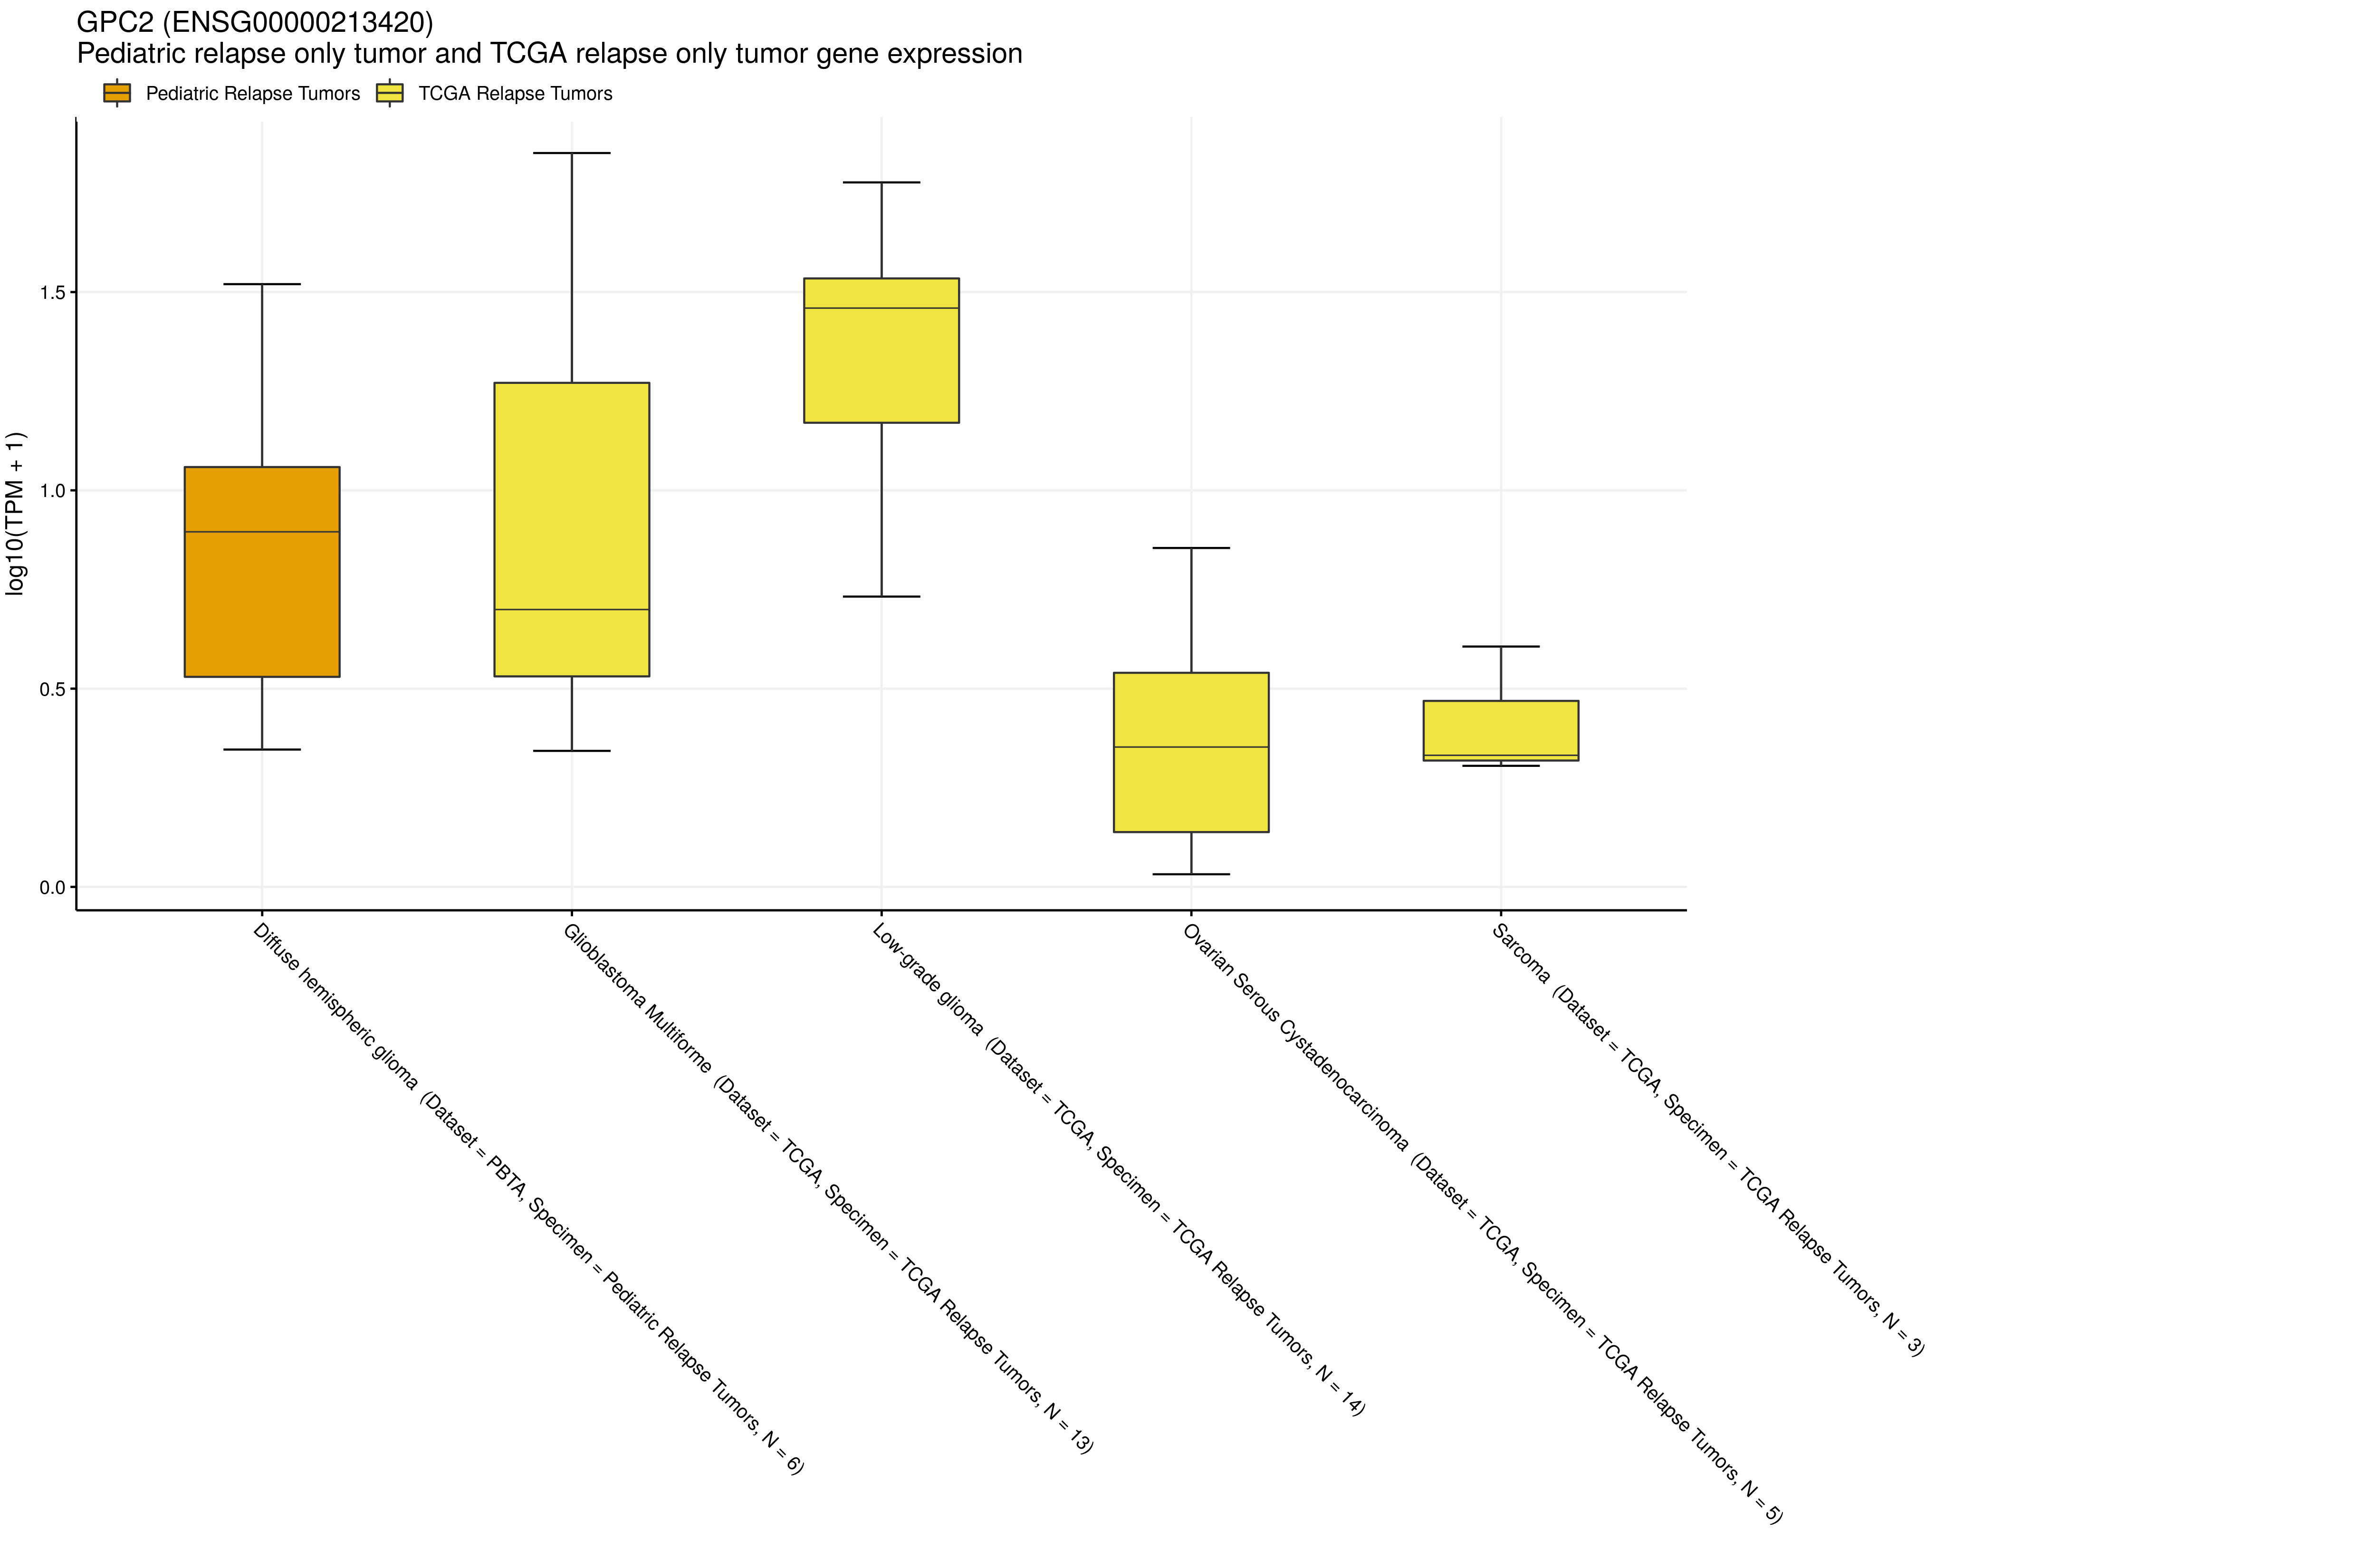 GPC2 (ENSG00000213420)
Pediatric relapse only tumor and TCGA relapse only tumor gene expression
Pediatric Relapse Tumors
TCGA Relapse Tumors
log10(TPM + 1)
1.5
1.0
0.5
0.0
Diffuse hemispheric glioma (Dataset = PBTA, Specimen = Pediatric Relapse Tumors, N = 6)
Glioblastoma Multiforme (Dataset = TCGA, Specimen = TCGA Relapse Tumors, N = 13)
Low-grade glioma (Dataset = TCGA, Specimen = TCGA Relapse Tumors, N = 14)
Ovarian Serous Cystadenocarcinoma (Dataset = TCGA, Specimen = TCGA Relapse Tumors, N = 5)
Sarcoma (Dataset = TCGA, Specimen = TCGA Relapse Tumors, N = 3)